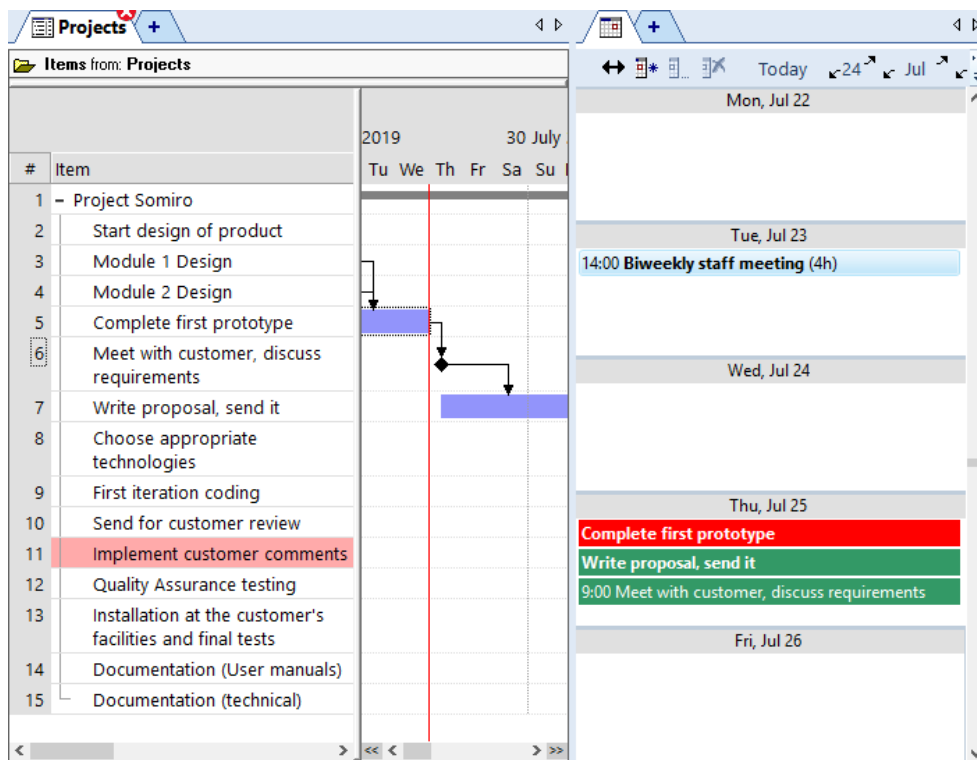 Projects
+
+
Items from: Projects
Today
24
Jul
2019
30 July
# Item
Tu We Th Fr Sa Su
1 − Project Somiro
2 Start design of product
3 Module 1 Design
4 Module 2 Design
5 Complete first prototype
6 Meet with customer, discuss
requirements
7 Write proposal, send it
8 Choose appropriate
technologies
9 First iteration coding
10 Send for customer review
11 Implement customer comments
12 Quality Assurance testing
13 Installation at the customer's
facilities and final tests
14 Documentation (User manuals)
15 Documentation (technical)
Mon, Jul 22
Tue, Jul 23
14:00 Biweekly staff meeting (4h)
Wed, Jul 24
Thu, Jul 25
Complete first prototype
Write proposal, send it
9:00 Meet with customer, discuss requirements
Fri, Jul 26